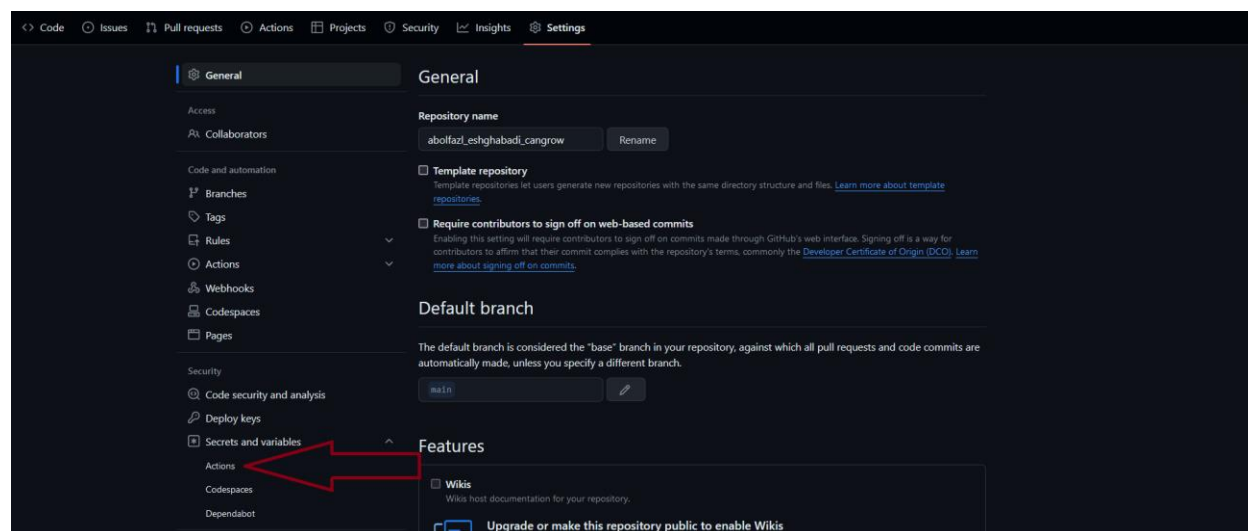 Code Issues Pull requests Actions Projects Security Insights Settings
General
Access
Collaborators
Code and automation
Branches
Tags
Rules
Actions
Webhooks
Codespaces
Pages
Security
Code security and analysis
Deploy keys
Secrets and variables
Actions
Codespaces
Dependabot
General
Repository name
abolfazl_eshghabadi_cangrow Rename
Template repository
Template repositories let users generate new repositories with the same directory structure and files. Learn more about template
repositories.
Require contributors to sign off on web-based commits
Enabling this setting will require contributors to sign off on commits made through GitHub's web interface. Signing off is a way for
contributors to affirm that their commit complies with the repository's terms, commonly the Developer Certificate of Origin (DCO). Learn
more about signing off on commits.
Default branch
The default branch is considered the "base" branch in your repository, against which all pull requests and code commits are
automatically made, unless you specify a different branch.
main
Features
Wikis
Wikis host documentation for your repository.
Upgrade or make this repository public to enable Wikis